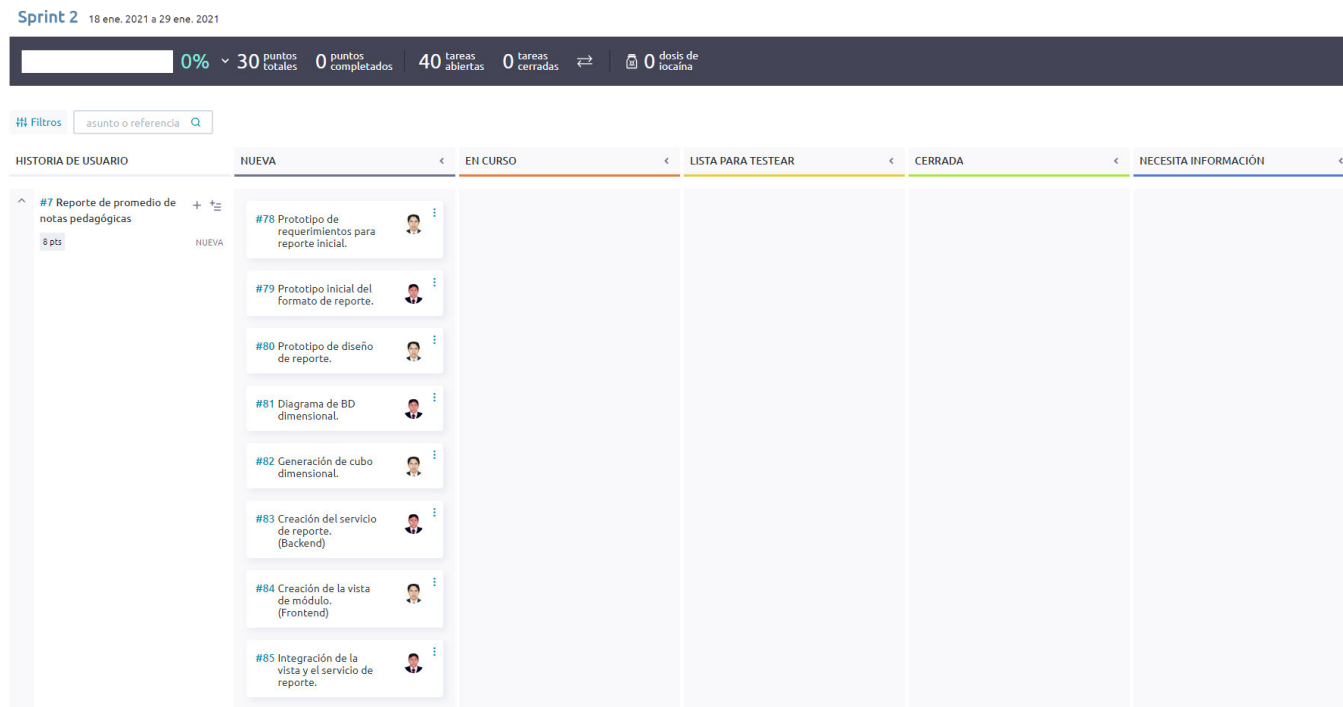 Sprint 2 18 ene. 2021 a 29 ene. 2021
0% 30 puntos totales 0 puntos completados 40 tareas abiertas 0 tareas cerradas 0 dosis de iocaína
Filtros asunto o referencia
HISTORIA DE USUARIO NUEVA EN CURSO LISTA PARA TESTEAR CERRADA NECESITA INFORMACIÓN
#7 Reporte de promedio de
notas pedagógicas
8 pts NUEVA
#78 Prototipo de
requerimientos para
reporte inicial.
#79 Prototipo inicial del
formato de reporte.
#80 Prototipo de diseño
de reporte.
#81 Diagrama de BD
dimensional.
#82 Generación de cubo
dimensional.
#83 Creación del servicio
de reporte.
(Backend)
#84 Creación de la vista
de módulo.
(Frontend)
#85 Integración de la
vista y el servicio de
reporte.